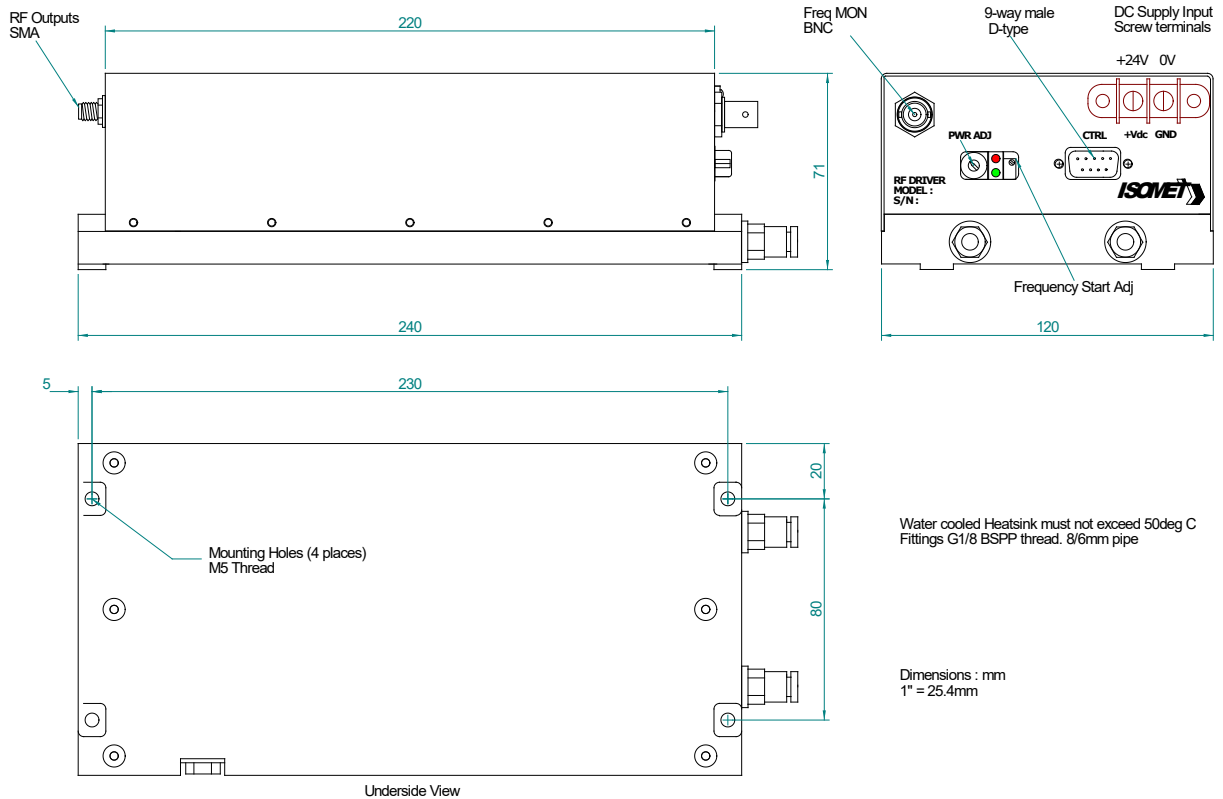 RF Outputs
SMA
220
71
240
Freq MON
BNC
9-way male
D-type
DC Supply Input
Screw terminals
+24V 0V
PWR ADJ
CTRL
+Vdc GND
RF DRIVER
MODEL :
S/N :
ISOMET
Frequency Start Adj
120
5
230
20
80
Mounting Holes (4 places)
M5 Thread
Water cooled Heatsink must not exceed 50deg C
Fittings G1/8 BSPP thread. 8/6mm pipe
Dimensions : mm
1" = 25.4mm
Underside View